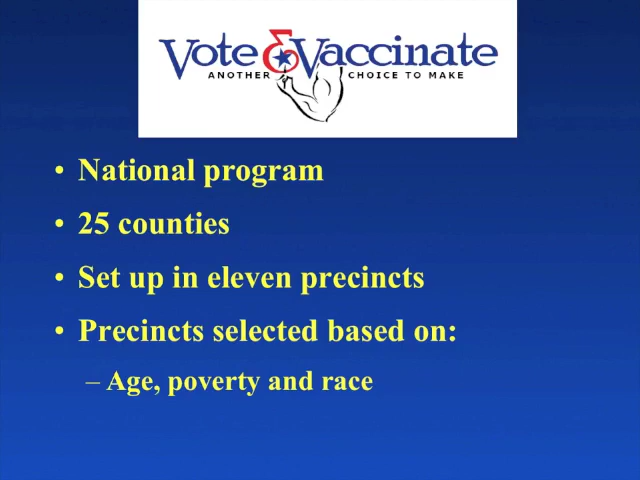 Vote & Vaccinate
ANOTHER CHOICE TO MAKE
• National program
• 25 counties
• Set up in eleven precincts
• Precincts selected based on:
– Age, poverty and race